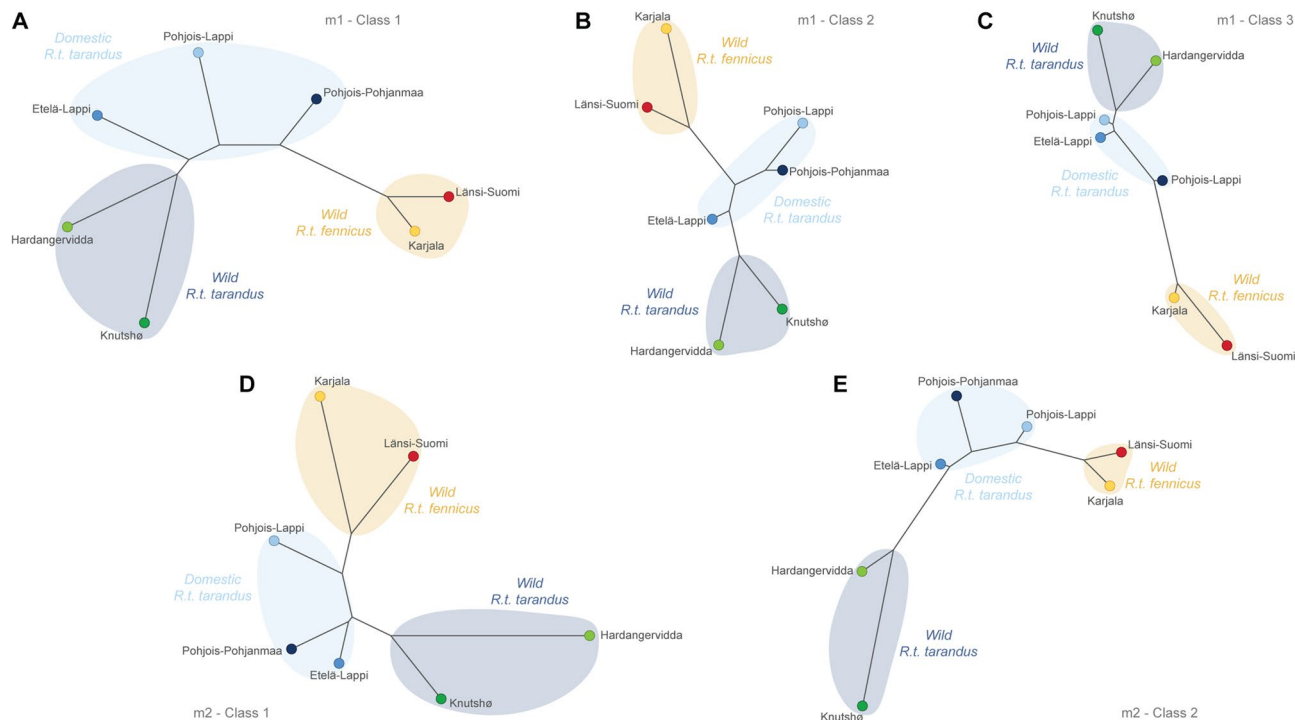 A
m1 - Class 1
Domestic
R.t. tarandus
Pohjois-Lappi
Etelä-Lappi
Pohjois-Pohjanmaa
Hardangervidda
Wild
R.t. tarandus
Knutshø
Wild
R.t. fennicus
Länsi-Suomi
Karjala
B
m1 - Class 2
Karjala
Wild
R.t. fennicus
Länsi-Suomi
Pohjois-Lappi
Pohjois-Pohjanmaa
Etelä-Lappi
Domestic
R.t. tarandus
Wild
R.t. tarandus
Knutshø
Hardangervidda
C
m1 - Class 3
Knutshø
Wild
R.t. tarandus
Hardangervidda
Pohjois-Lappi
Etelä-Lappi
Domestic
R.t. tarandus
Pohjois-Lappi
Karjala
Wild
R.t. fennicus
Länsi-Suomi
D
Karjala
Länsi-Suomi
Wild
R.t. fennicus
Pohjois-Lappi
Domestic
R.t. tarandus
Wild
R.t. tarandus
Hardangervidda
Pohjois-Pohjanmaa
Etelä-Lappi
Knutshø
m2 - Class 1
E
Pohjois-Pohjanmaa
Pohjois-Lappi
Etelä-Lappi
Domestic
R.t. tarandus
Länsi-Suomi
Wild
R.t. fennicus
Karjala
Hardangervidda
Wild
R.t. tarandus
Knutshø
m2 - Class 2